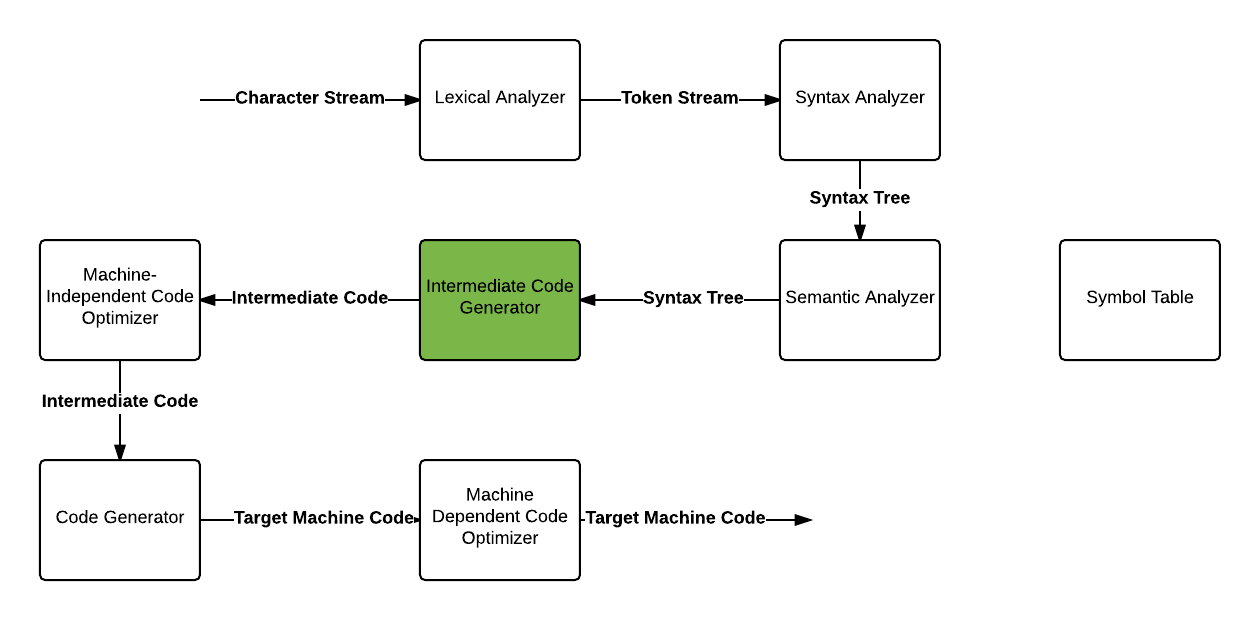 Character Stream
Lexical Analyzer
Token Stream
Syntax Analyzer
Syntax Tree
Machine-
Independent Code
Optimizer
Intermediate Code
Intermediate Code
Generator
Syntax Tree
Semantic Analyzer
Symbol Table
Intermediate Code
Code Generator
Target Machine Code
Machine
Dependent Code
Optimizer
Target Machine Code